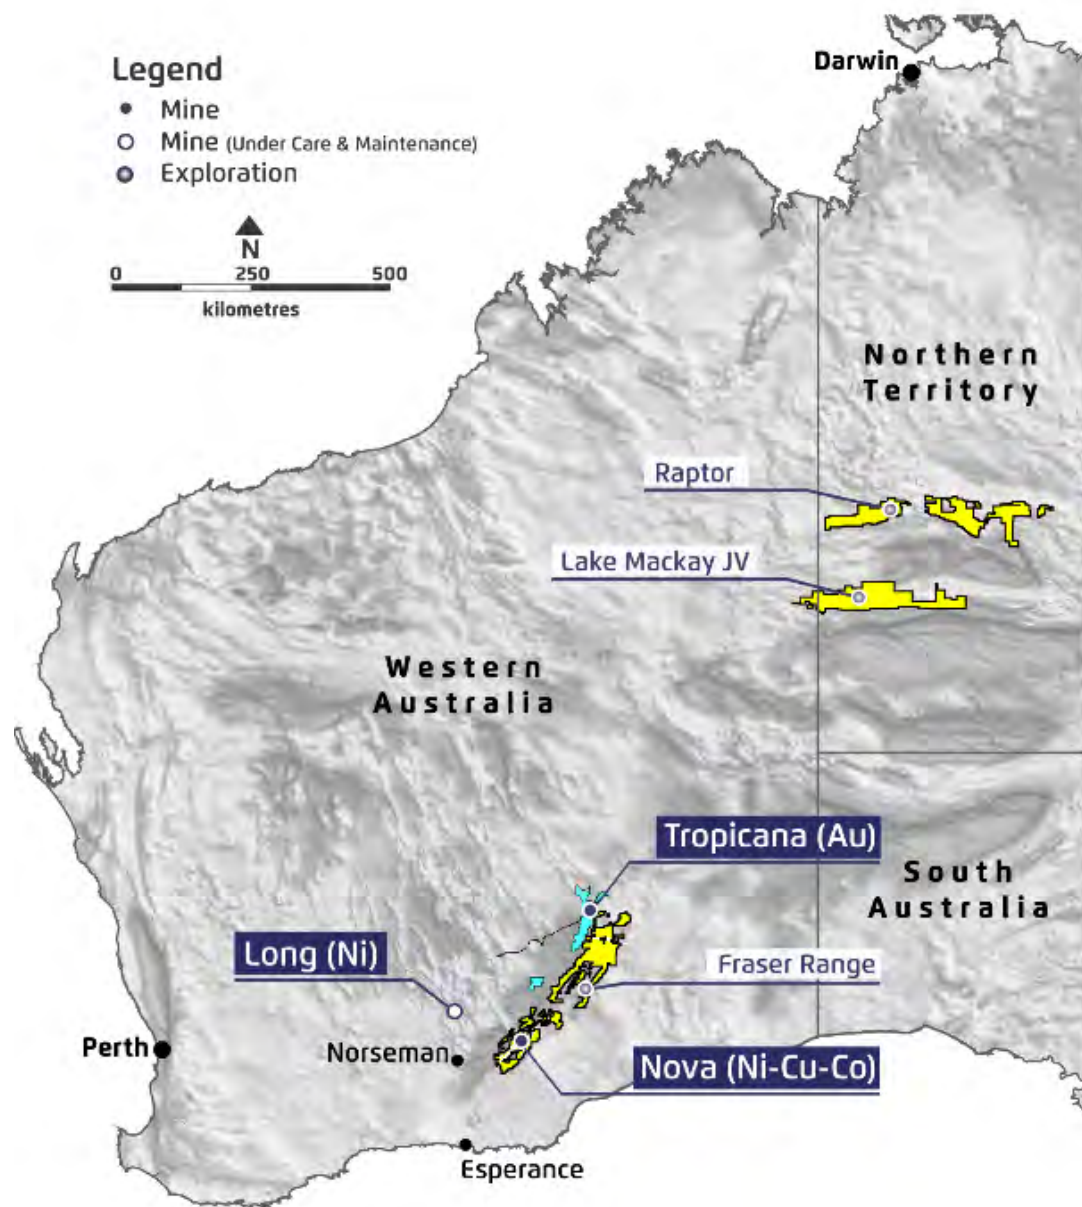 Darwin
Legend
Mine
Mine (Under Care & Maintenance)
Exploration
N
0 250 500
kilometres
Northern
Territory
Raptor
Lake Mackay JV
Western
Australia
Tropicana (Au)
South
Australia
Long (Ni)
Fraser Range
Perth
Norseman
Nova (Ni-Cu-Co)
Esperance